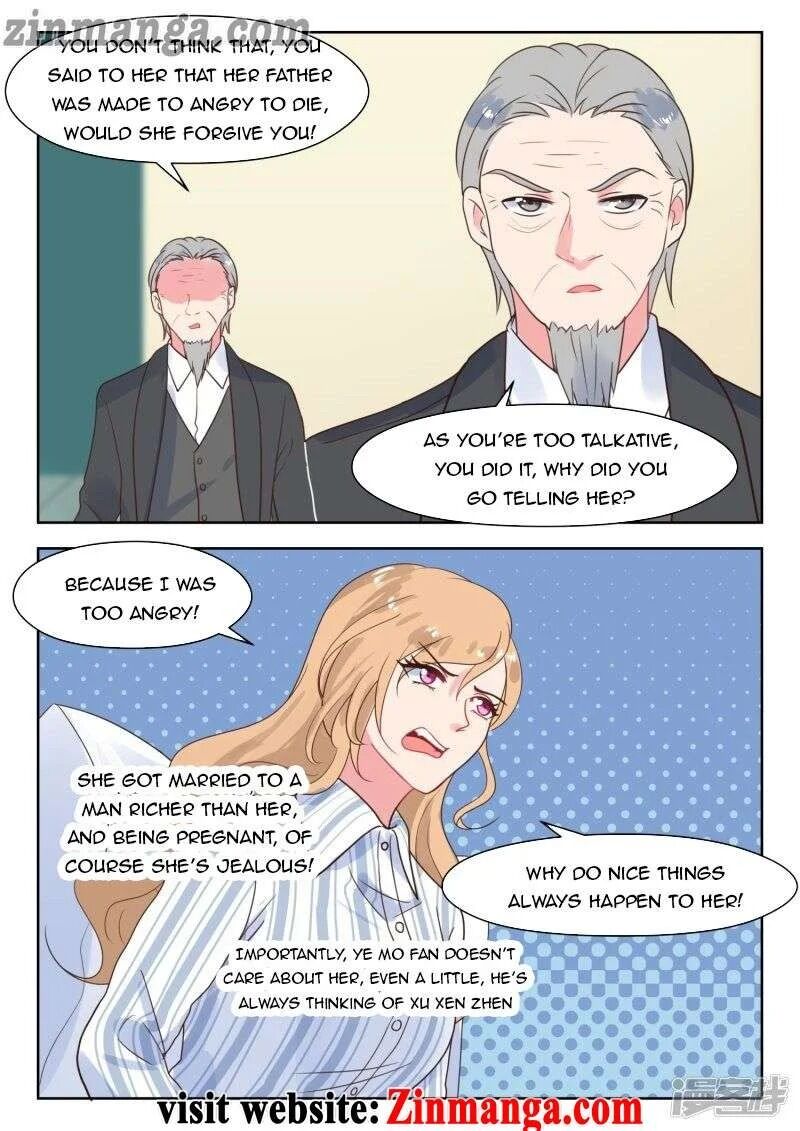 zinmanga.com
YOU DON'T THINK THAT, YOU
SAID TO HER THAT HER FATHER
WAS MADE TO ANGRY TO DIE,
WOULD SHE FORGIVE YOU!
AS YOU'RE TOO TALKATIVE,
YOU DID IT, WHY DID YOU
GO TELLING HER?
BECAUSE I WAS
TOO ANGRY!
SHE GOT MARRIED TO A
MAN RICHER THAN HER,
AND BEING PREGNANT, OF
COURSE SHE'S JEALOUS!
WHY DO NICE THINGS
ALWAYS HAPPEN TO HER!
IMPORTANTLY, YE MO FAN DOESN'T
CARE ABOUT HER, EVEN A LITTLE, HE'S
ALWAYS THINKING OF XU XEN ZHEN
漫客栈
visit website: Zinmanga.com